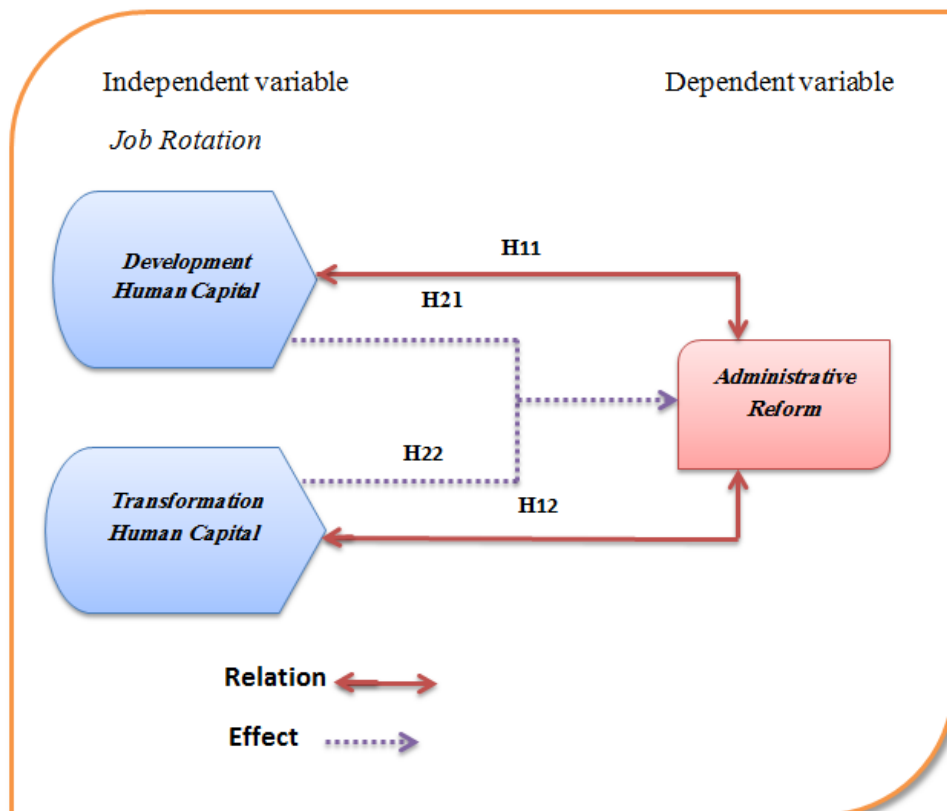 Independent variable
Dependent variable
Job Rotation
Development
Human Capital
H11
H21
Administrative
Reform
H22
Transformation
Human Capital
H12
Relation
Effect